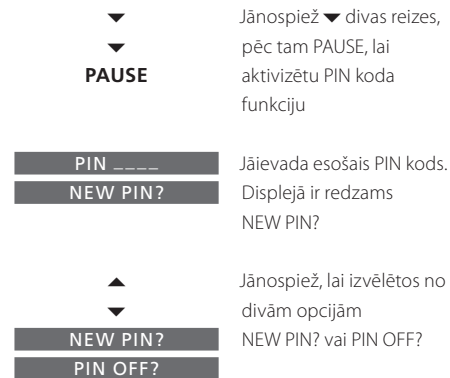 ▼ Jānospiež ▼ divas reizes,
▼ pēc tam PAUSE, lai
PAUSE aktivizētu PIN koda
funkciju
PIN ____ Jāievada esošais PIN kods.
NEW PIN? Displejā ir redzams
NEW PIN?
▲ Jānospiež, lai izvēlētos no
▼ divām opcijām
NEW PIN? NEW PIN? vai PIN OFF?
PIN OFF?